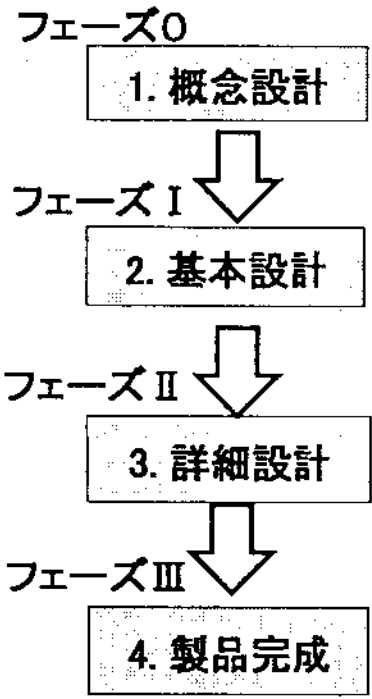 フェーズ0
1. 概念設計
フェーズⅠ
2. 基本設計
フェーズⅡ
3. 詳細設計
フェーズⅢ
4. 製品完成